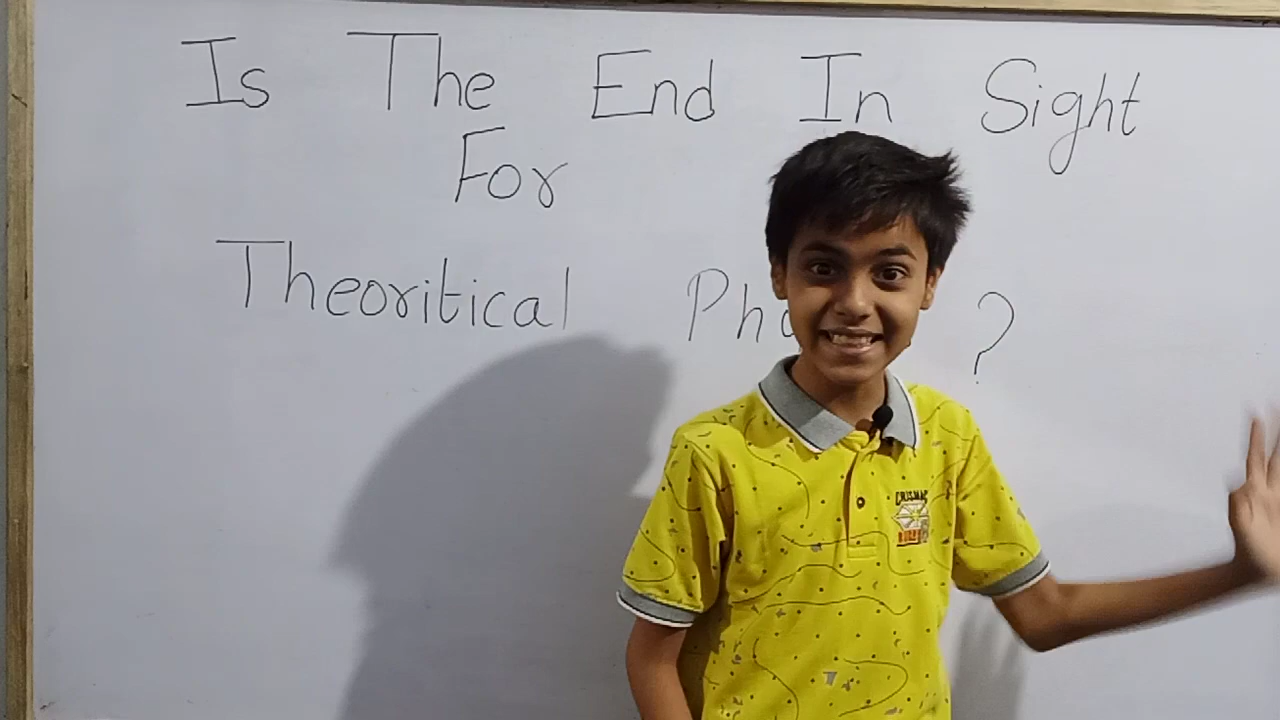 Is The End In Sight
For
Theoritical ?